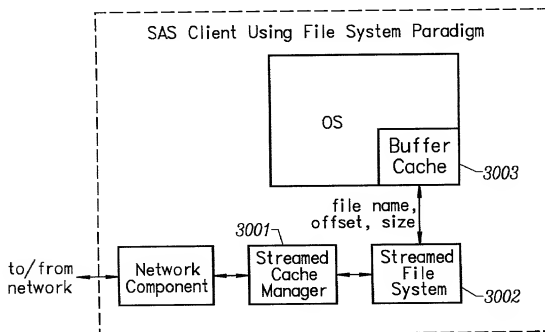 SAS Client Using File System Paradigm
OS
Buffer
Cache
3003
file name,
offset, size
3001
to/from
network
Network
Component
Streamed
Cache
Manager
Streamed
File
System
3002